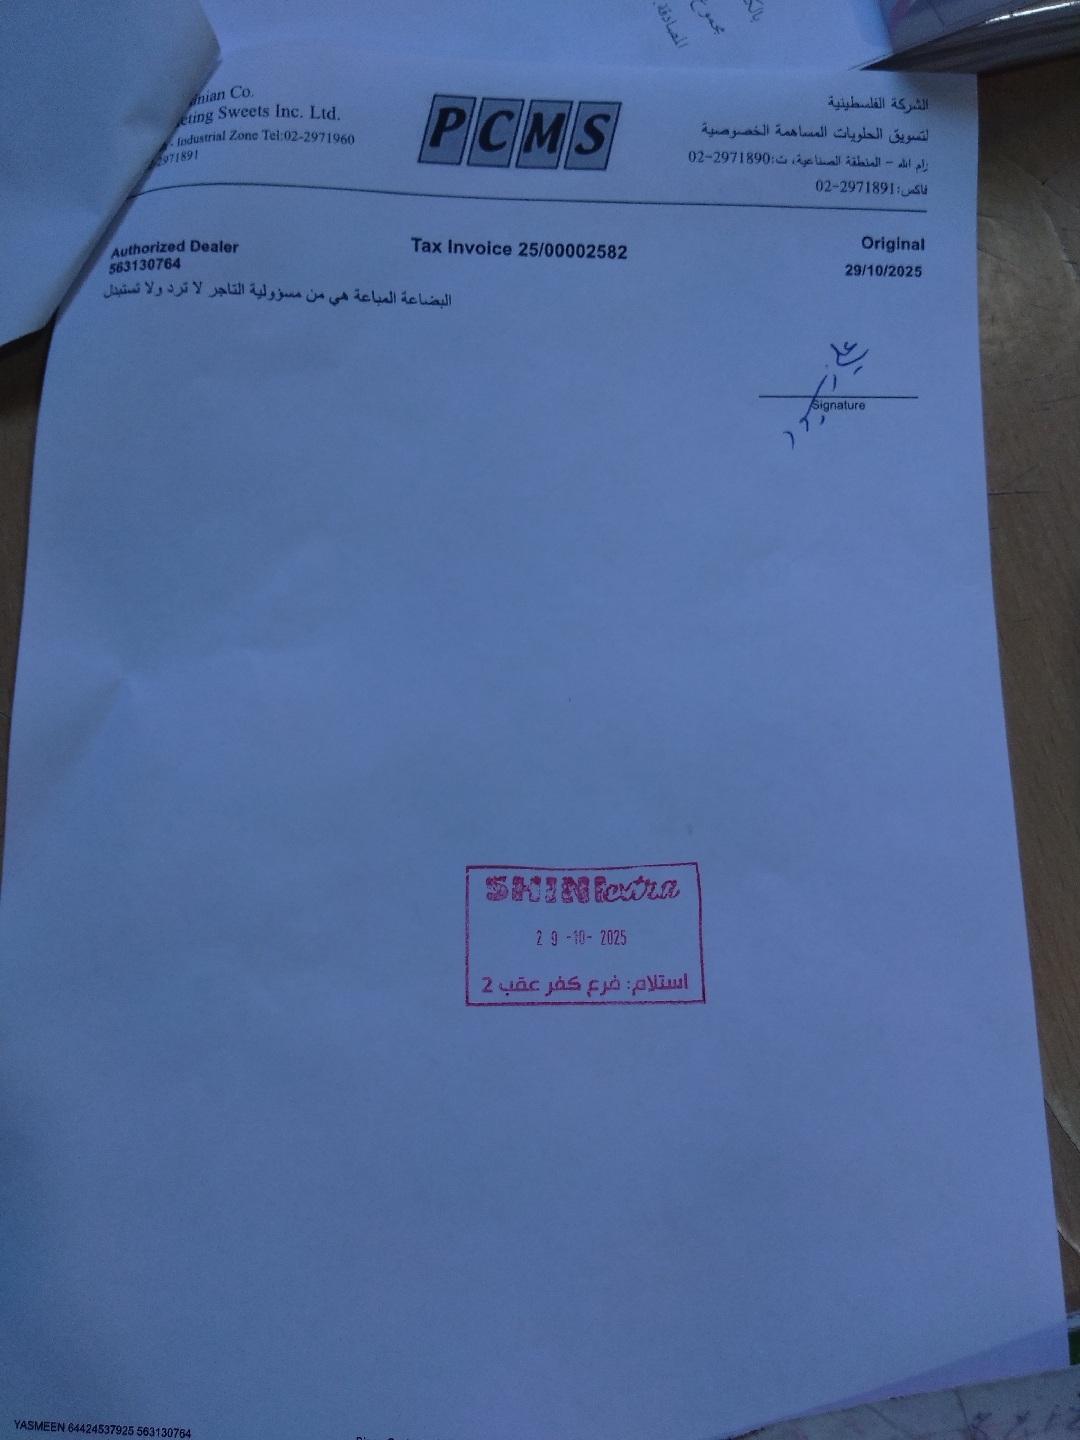 Co.
Sweets Inc. Ltd.
Industrial Zone Tel:02-2971960
2971891
PCMS
الشركة الفلسطينية
لتسويق الحلويات المساهمة الخصوصية
رام الله - المنطقة الصناعية، ت:02-2971890
فاكس:02-2971891
Authorized Dealer
563130764
Tax Invoice 25/00002582
Original
29/10/2025
البضاعة المباعة هي من مسؤولية التاجر لا ترد ولا تستبدل
Signature
SHINI extra
29-10-2025
استلام: فرع كفر عقب 2
YASMEEN 64424537925 563130764